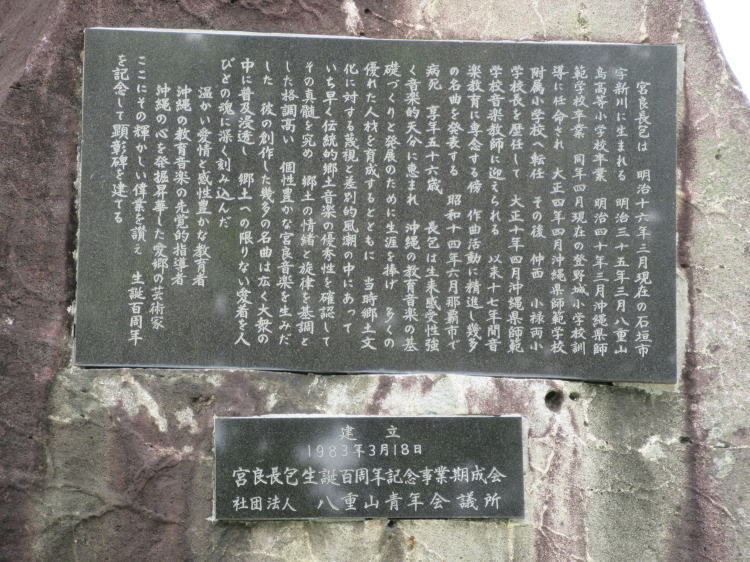 宮良長包は 明治十六年三月現在の石垣市
字新川に生まれる 明治三十五年三月八重山
島高等小学校卒業 明治四十年三月沖縄県師
範学校卒業 同年四月現在の登野城小学校訓
導に任命され 大正四年四月沖縄県師範学校
附属小学校へ転任 その後 仲西 小禄両小
学校長を歴任して 大正十年四月沖縄県師範
学校音楽教師に迎えられる 以来十七年間音
楽教育に専念する傍 作曲活動に精進し幾多
の名曲を発表する 昭和十四年六月那覇市で
病死 享年五十六歳 長包は生来感受性強
く音楽的天分に恵まれ 沖縄の教育音楽の基
礎づくりと発展のために生涯を捧げ 多くの
優れた人材を育成するとともに 当時郷土文
化に対する蔑視と差別的風潮の中にあって
いち早く伝統的郷土音楽の優秀性を確認して
その真髄を究め 郷土の情緒と旋律を基調と
した格調高い 個性豊かな宮良音楽を生みだ
した 彼の創作した幾多の名曲は広く大衆の
中に普及浸透し 郷土への限りない愛着を人
びとの魂に深く刻み込んだ
温かい愛情と感性豊かな教育者
沖縄の教育音楽の先覚的指導者
沖縄の心を発掘昇華した愛郷の芸術家
ここにその輝かしい偉業を讃え 生誕百周年
を記念して顕彰碑を建てる
建立
1983年3月18日
宮良長包生誕百周年記念事業期成会
社団法人 八重山青年会議所